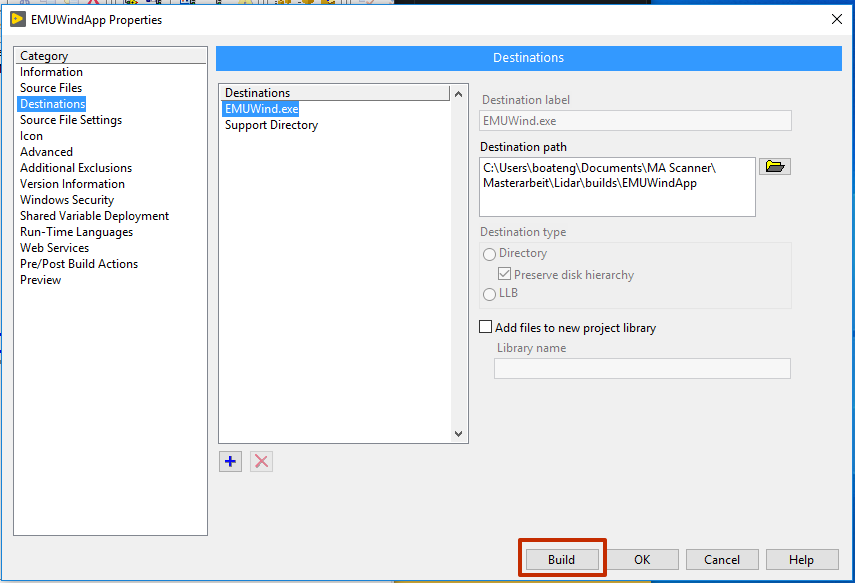 EMUWindApp Properties
Category
Information
Source Files
Destinations
Source File Settings
Icon
Advanced
Additional Exclusions
Version Information
Windows Security
Shared Variable Deployment
Run-Time Languages
Web Services
Pre/Post Build Actions
Preview
Destinations
Destinations
EMUWind.exe
Support Directory
Destination label
EMUWind.exe
Destination path
C:\Users\boateng\Documents\MA Scanner\
Masterarbeit\Lidar\builds\EMUWindApp
Destination type
Directory
Preserve disk hierarchy
LLB
Add files to new project library
Library name
Build
OK
Cancel
Help